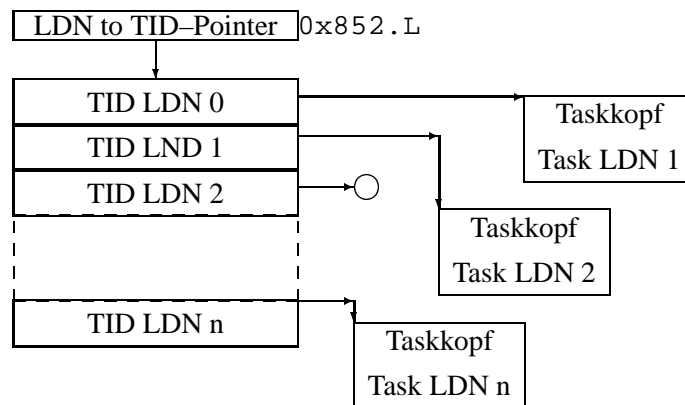 LDN to TID–Pointer 0x852.L
TID LDN 0
TID LND 1
TID LDN 2
TID LDN n
Taskkopf
Task LDN 1
Taskkopf
Task LDN 2
Taskkopf
Task LDN n